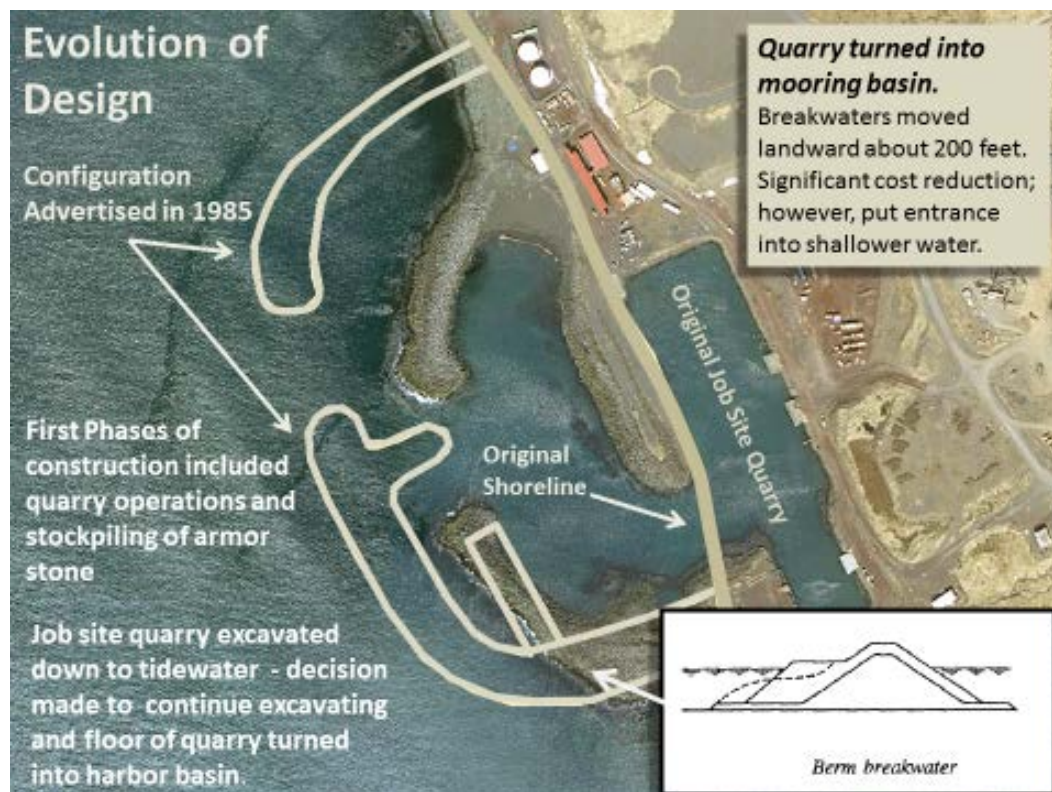 Evolution of
Design
Quarry turned into
mooring basin.
Breakwaters moved
landward about 200 feet.
Significant cost reduction;
however, put entrance
into shallower water.
Configuration
Advertised in 1985
Original Job Site Quarry
First Phases of
construction included
quarry operations and
stockpiling of armor
stone
Original
Shoreline
Job site quarry excavated
down to tidewater - decision
made to continue excavating
and floor of quarry turned
into harbor basin.
Berm breakwater